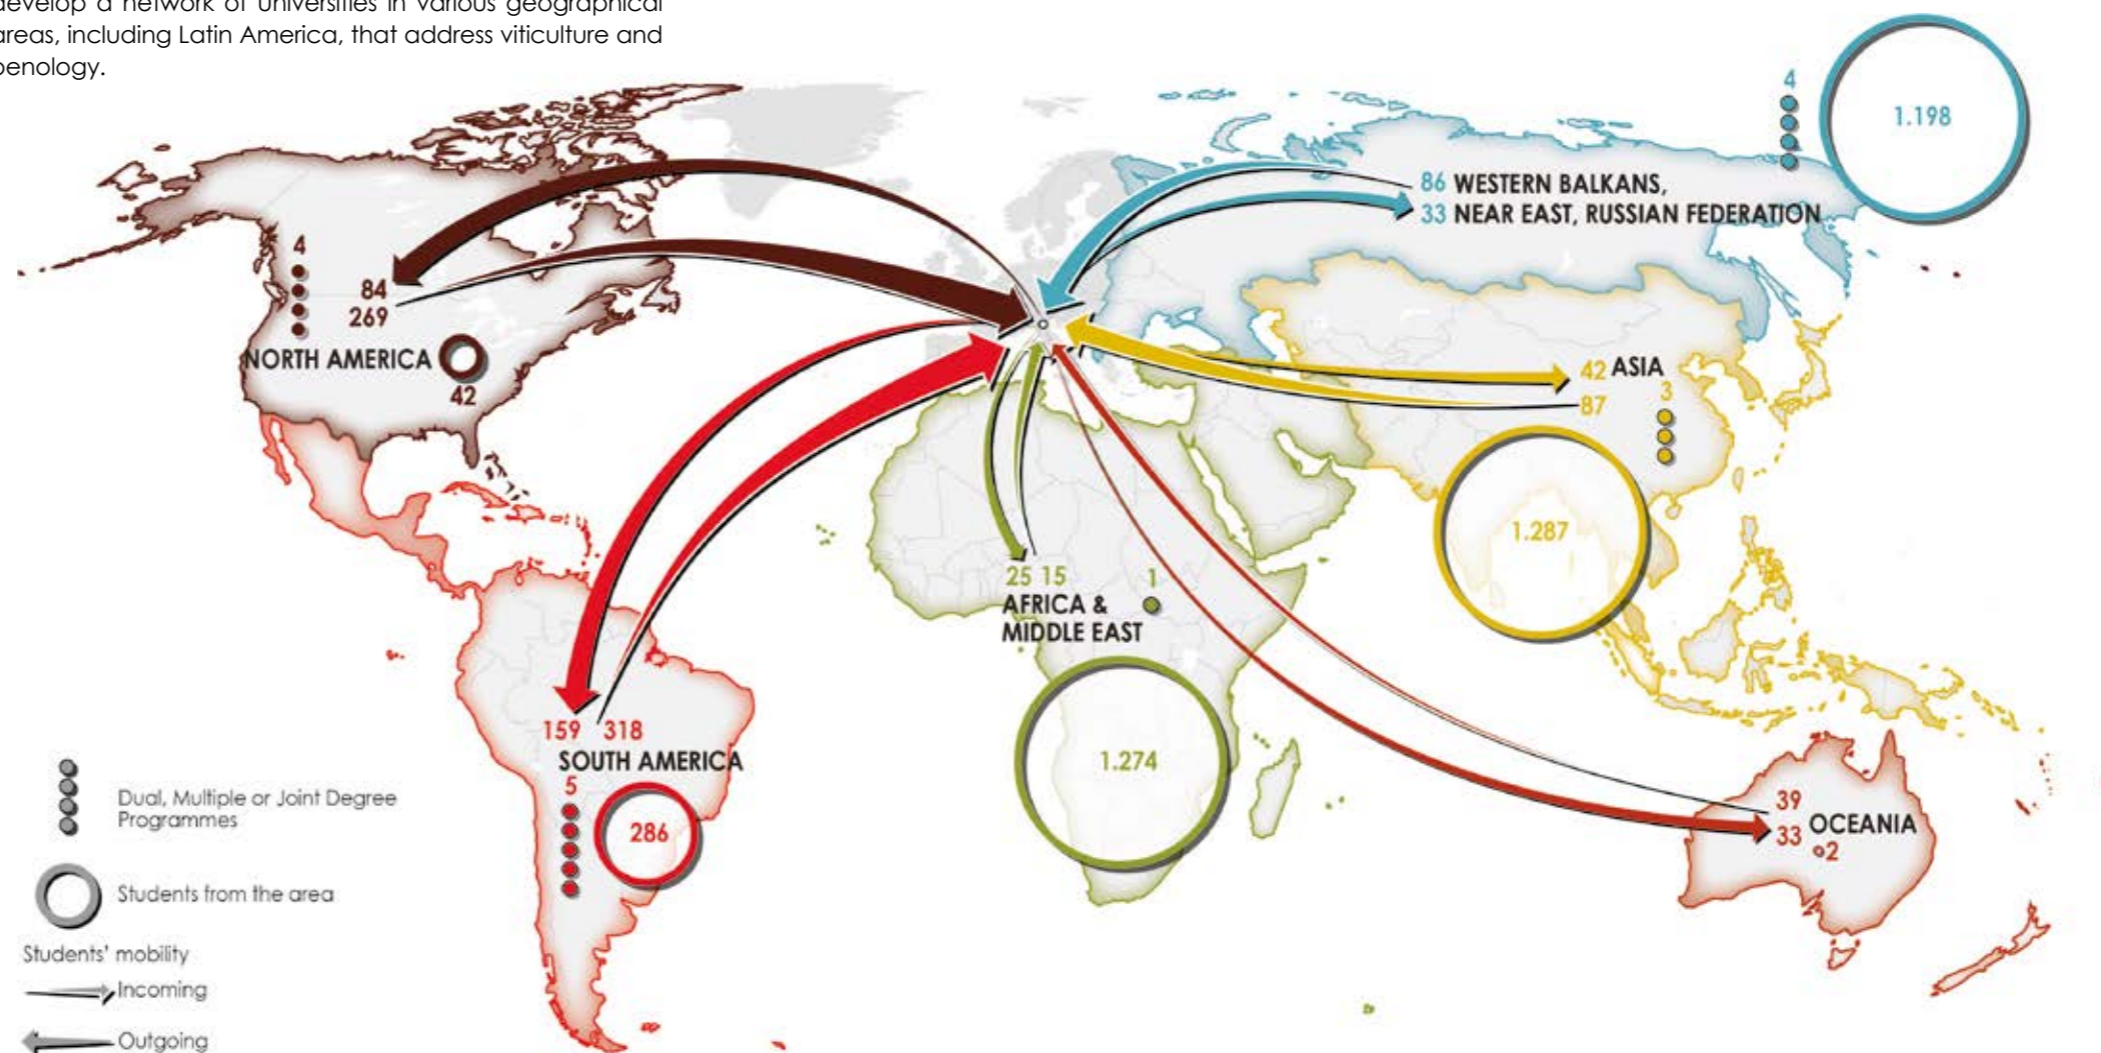 develop a network of universities in various geographical
areas, including Latin America, that address viticulture and
oenology.
4
1.198
86 WESTERN BALKANS,
33 NEAR EAST, RUSSIAN FEDERATION
4
84
269
NORTH AMERICA
42
42 ASIA
3
87
1.287
25 15
1
AFRICA &
MIDDLE EAST
1.274
159 318
SOUTH AMERICA
5
286
39
OCEANIA
33
2
Dual, Multiple or Joint Degree
Programmes
Students from the area
Students' mobility
Incoming
Outgoing